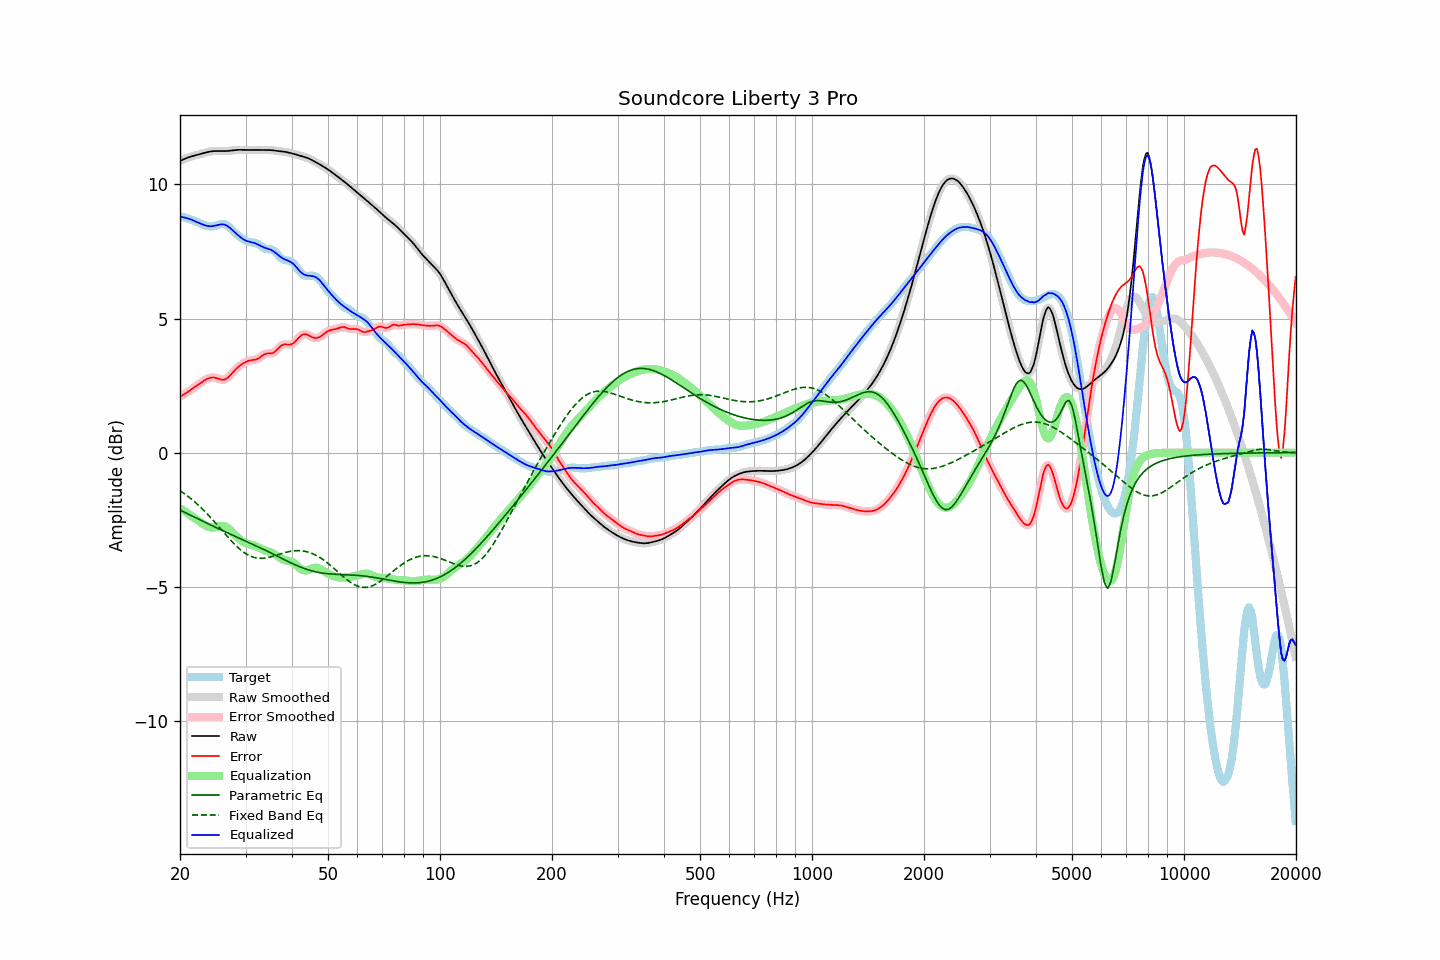 Soundcore Liberty 3 Pro
Amplitude (dBr)
10
5
0
−5
−10
Target
Raw Smoothed
Error Smoothed
Raw
Error
Equalization
Parametric Eq
Fixed Band Eq
Equalized
20 50 100 200 500 1000 2000 5000 10000 20000
Frequency (Hz)